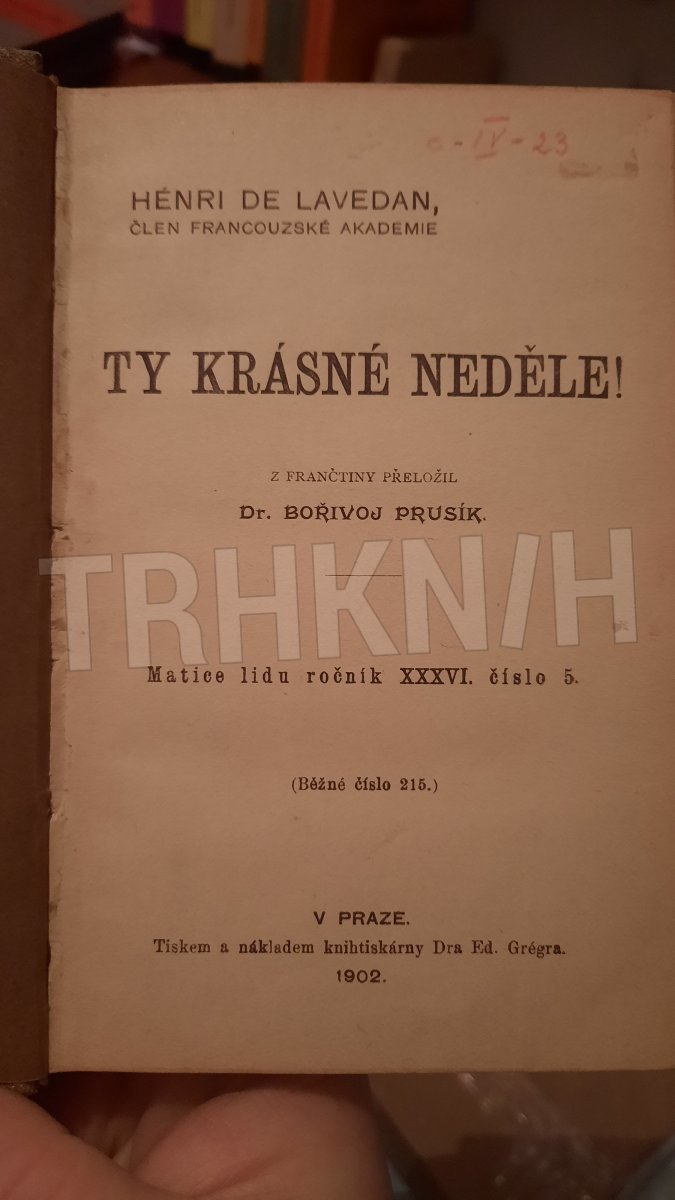 - IV - 23
HÉNRI DE LAVEDAN,
ČLEN FRANCOUZSKÉ AKADEMIE
TY KRÁSNÉ NEDĚLE!
Z FRANČTINY PŘELOŽIL
Dr. BOŘIVOJ PRUSÍK.
TRHKNIH
Matice lidu ročník XXXVI. číslo 5.
(Běžné číslo 215.)
V PRAZE.
Tiskem a nákladem knihtiskárny Dra Ed. Grégra.
1902.